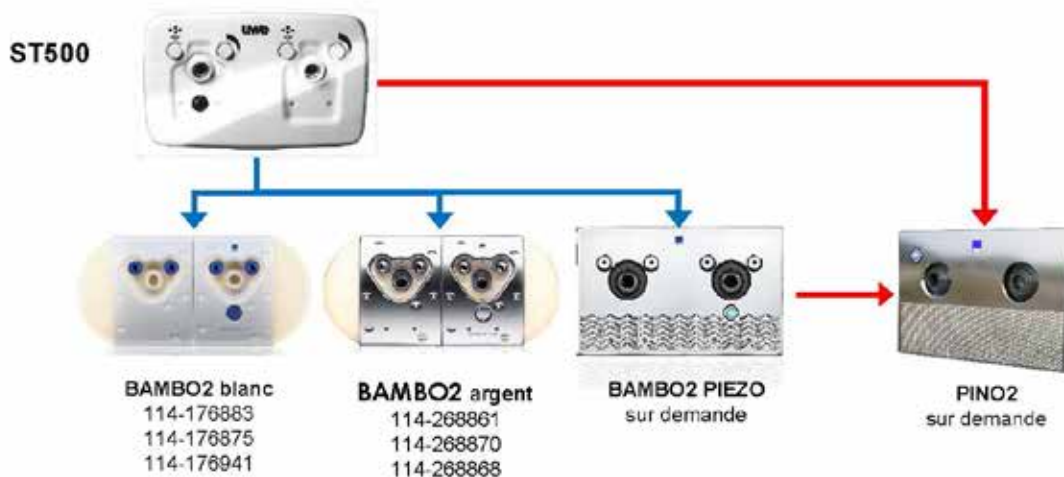 ST500
uwe
BAMBO2 blanc
114-176883
114-176875
114-176941
BAMBO2 argent
114-268861
114-268870
114-268868
BAMBO2 PIEZO
sur demande
PINO2
sur demande